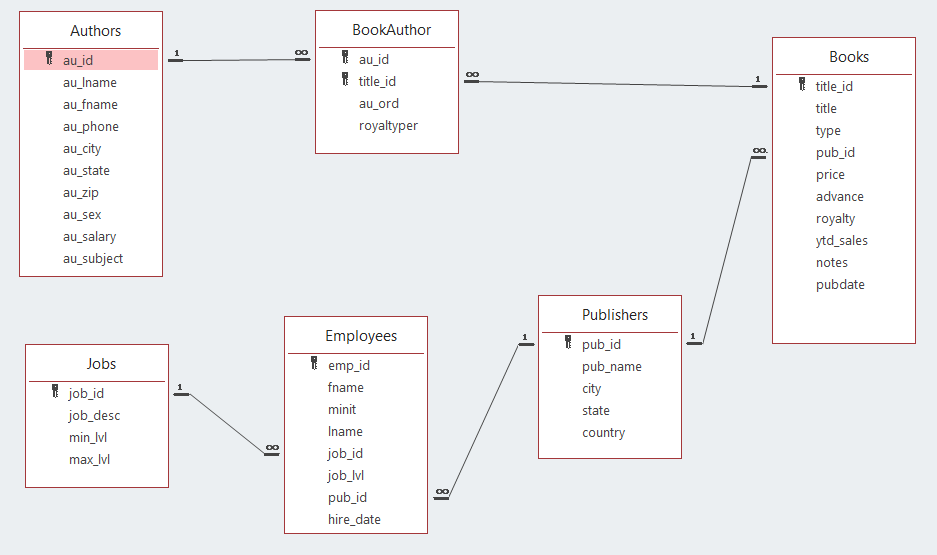 Authors
au_id
au_lname
au_fname
au_phone
au_city
au_state
au_zip
au_sex
au_salary
au_subject
1
∞
BookAuthor
au_id
title_id
au_ord
royaltyper
∞
1
Books
title_id
title
type
pub_id
price
advance
royalty
ytd_sales
notes
pubdate
∞
1
Publishers
pub_id
pub_name
city
state
country
1
∞
Employees
emp_id
fname
minit
lname
job_id
job_lvl
pub_id
hire_date
∞
1
Jobs
job_id
job_desc
min_lvl
max_lvl